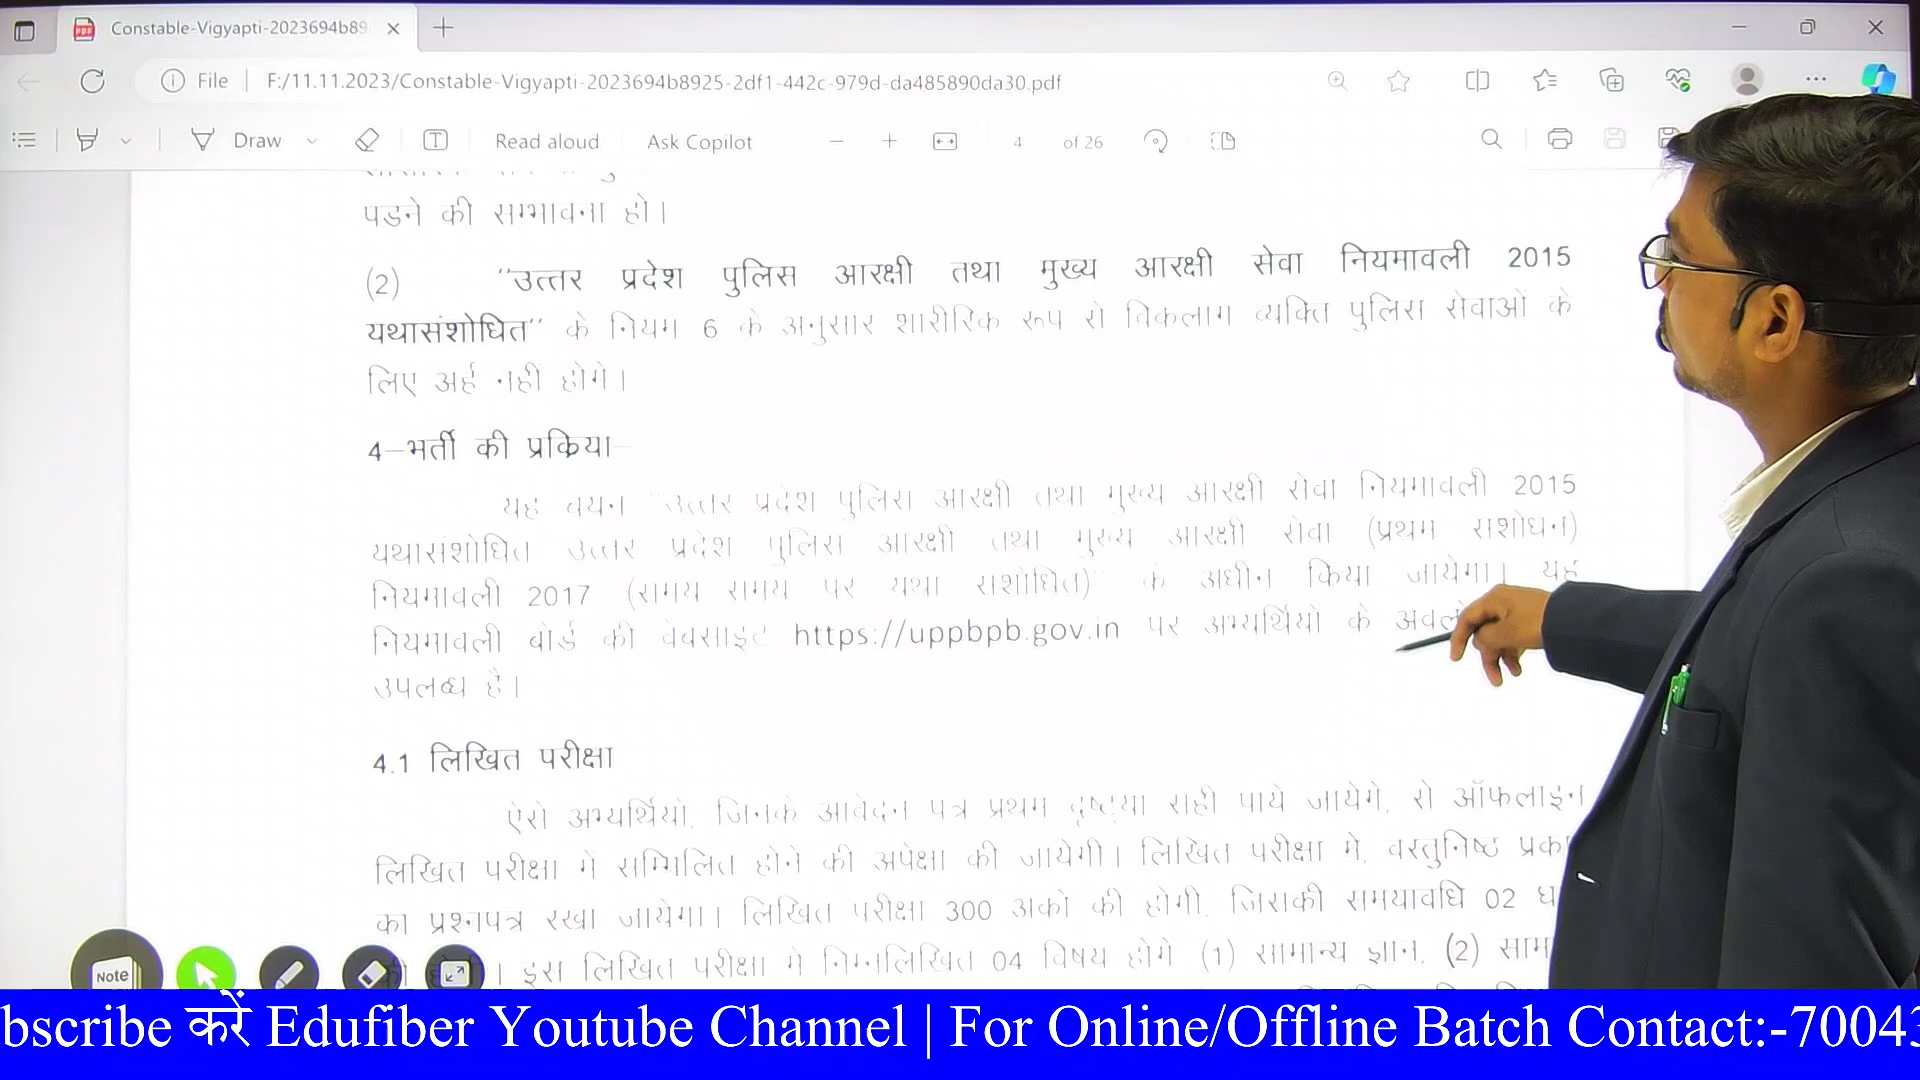 Constable-Vigyapti-2023694b89
File
F:/11.11.2023/Constable-Vigyapti-2023694b8925-2df1-442c-979d-da485890da30.pdf
Draw
Read aloud
Ask Copilot
4
of 26
पडने की सम्भावना हो।
(2) ''उत्तर प्रदेश पुलिस आरक्षी तथा मुख्य आरक्षी सेवा नियमावली 2015
यथासंशोधित'' के नियम 6 के अनुसार शारीरिक रूप से विकलांग व्यक्ति पुलिस सेवाओं के
लिए अर्ह नहीं होगें।
4–भर्ती की प्रकिया–
यह चयन ''उत्तर प्रदेश पुलिस आरक्षी तथा मुख्य आरक्षी सेवा नियमावली 2015
यथासंशोधित उत्तर प्रदेश पुलिस आरक्षी तथा मुख्य आरक्षी सेवा (प्रथम संशोधन)
नियमावली 2017 (समय समय पर यथा संशोधित)'' के अधीन किया जायेगा। यह
नियमावली बोर्ड की वेबसाइट https://uppbpb.gov.in पर अभ्यर्थियों के
उपलब्ध है।
4.1 लिखित परीक्षा
ऐसे अभ्यर्थियों, जिनके आवेदन पत्र प्रथम दृष्ट्या सही पाये जायेंगे, से ऑफलाइन
लिखित परीक्षा में सम्मिलित होने की अपेक्षा की जायेगी। लिखित परीक्षा में, वस्तुनिष्ठ
का प्रश्नपत्र रखा जायेगा। लिखित परीक्षा 300 अंकों की होगी, जिसकी समयावधि 02
। इस लिखित परीक्षा में निम्नलिखित 04 विषय होंगे (1) सामान्य ज्ञान, (2)
Note
bscribe करें Edufiber Youtube Channel | For Online/Offline Batch Contact:-7004